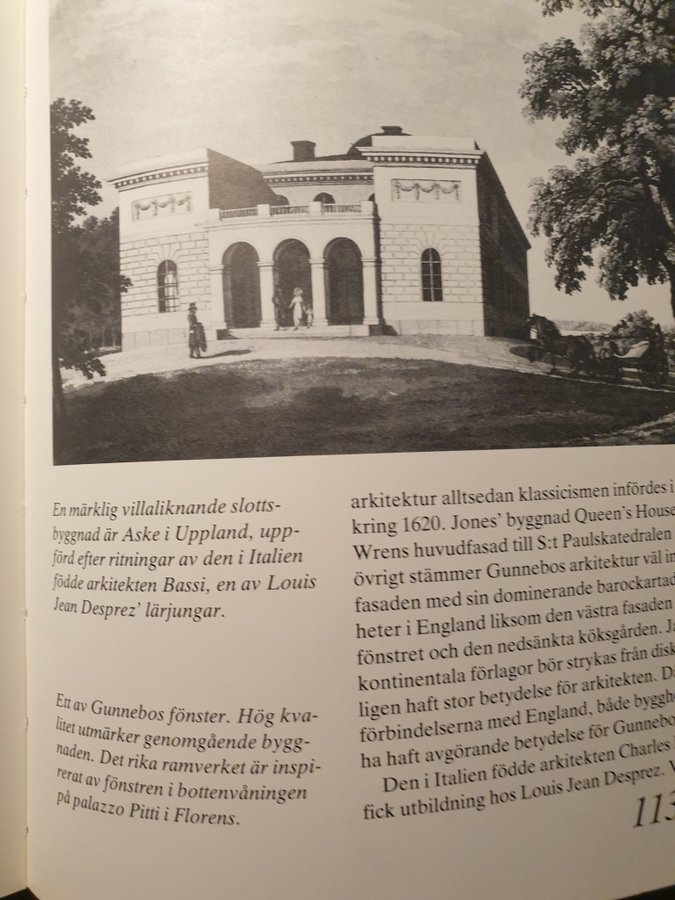 En märklig villaliknande slotts-
byggnad är Aske i Uppland, upp-
förd efter ritningar av den i Italien
födde arkitekten Bassi, en av Louis
Jean Desprez' lärjungar.
Ett av Gunnebos fönster. Hög kva-
litet utmärker genomgående bygg-
naden. Det rika ramverket är inspi-
rerat av fönstren i bottenvåningen
på palazzo Pitti i Florens.
arkitektur alltsedan klassicismen infördes i
kring 1620. Jones' byggnad Queen's House
Wrens huvudfasad till S:t Paulskatedralen
övrigt stämmer Gunnebos arkitektur väl in
fasaden med sin dominerande barockartad
heter i England liksom den västra fasaden
fönstret och den nedsänkta köksgården.
kontinentala förlagor bör strykas från
ligen haft stor betydelse för arkitekten.
förbindelserna med England, både
ha haft avgörande betydelse för Gunnebo
Den i Italien födde arkitekten Charles
fick utbildning hos Louis Jean Desprez.
113